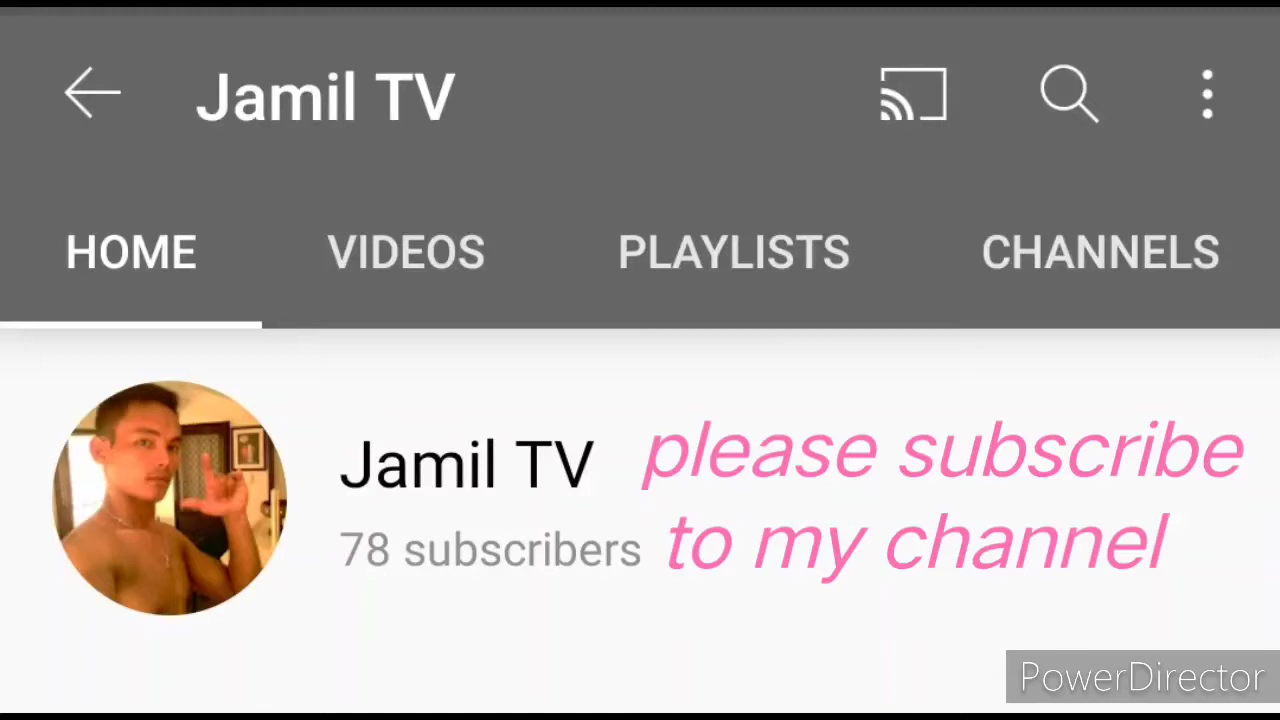 Jamil TV
HOME VIDEOS PLAYLISTS CHANNELS
Jamil TV
78 subscribers
please subscribe
to my channel
PowerDirector